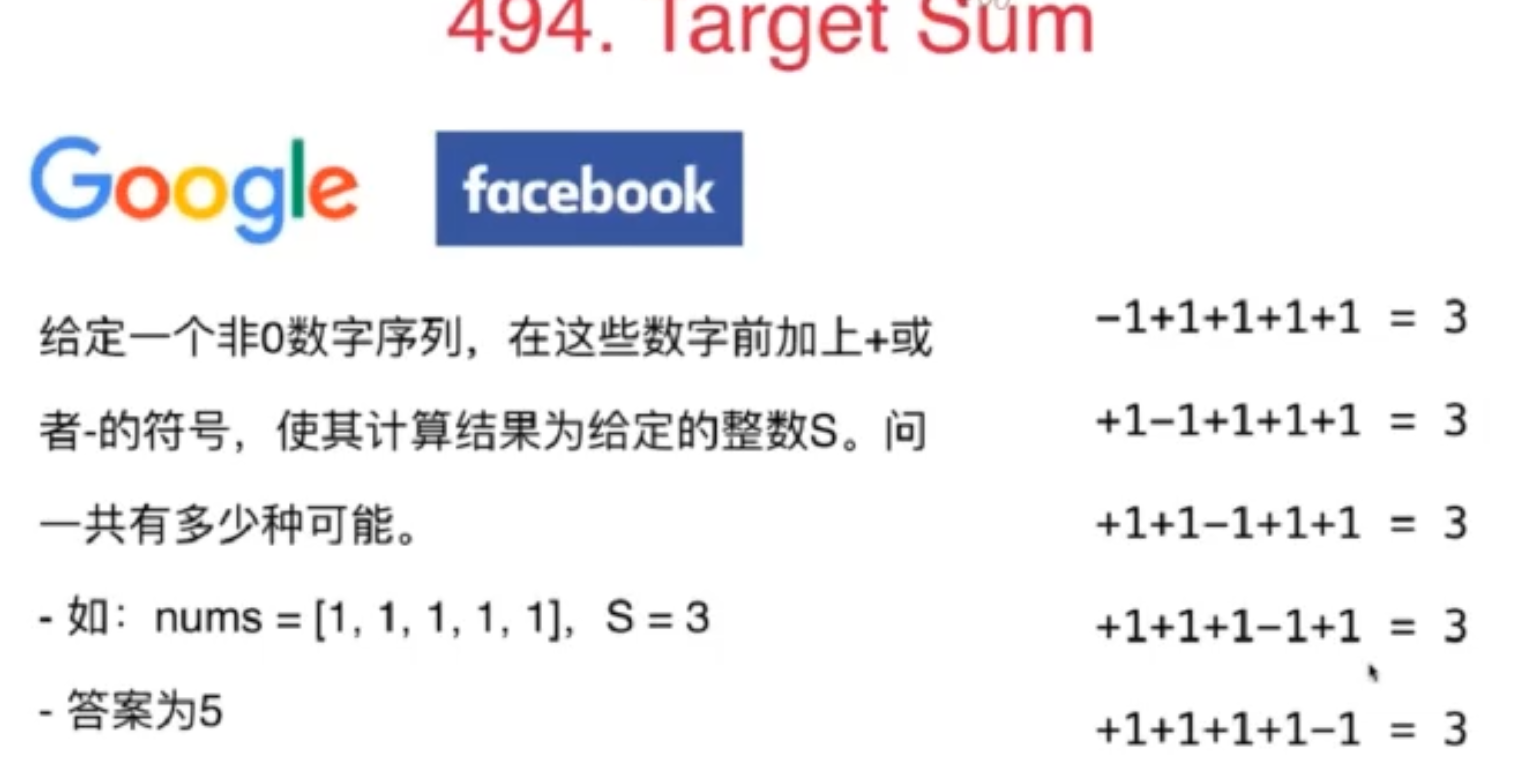 494. Target Sum
Google
facebook
给定一个非0数字序列，在这些数字前加上+或
者-的符号，使其计算结果为给定的整数S。问
一共有多少种可能。
- 如：nums = [1, 1, 1, 1, 1],  S = 3
- 答案为5
-1+1+1+1+1 = 3
+1-1+1+1+1 = 3
+1+1-1+1+1 = 3
+1+1+1-1+1 = 3
+1+1+1+1-1 = 3